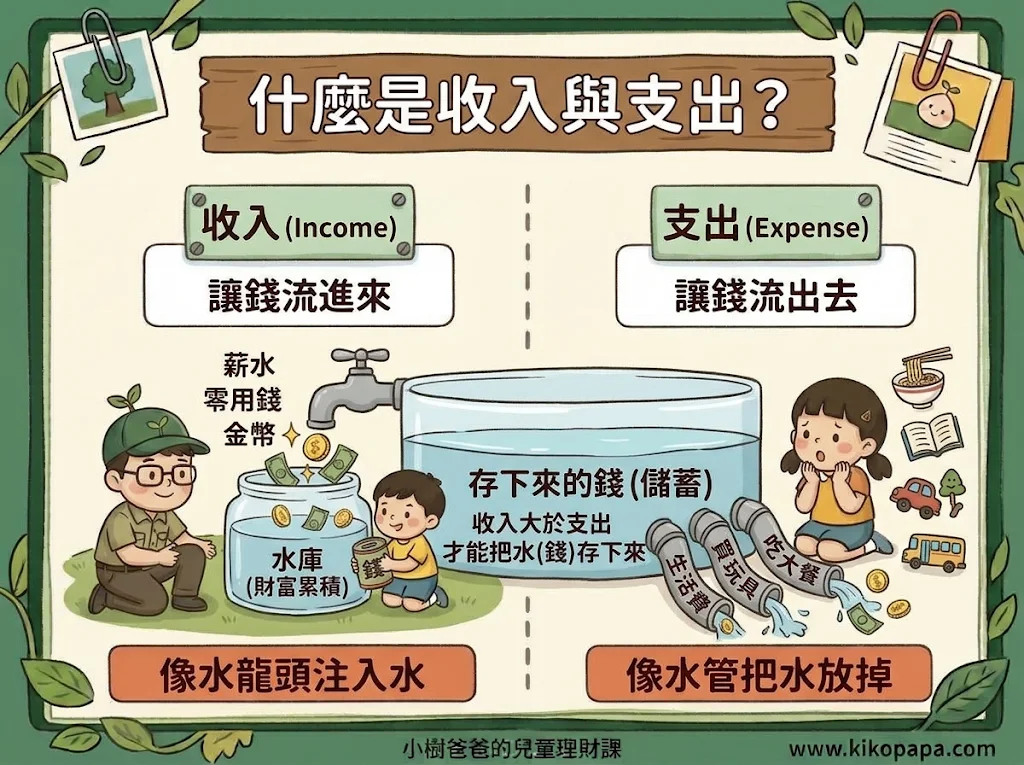 什麼是收入與支出？
收入(Income)
讓錢流進來
支出(Expense)
讓錢流出去
薪水
零用錢
金幣
水庫
(財富累積)
錢
存下來的錢(儲蓄)
收入大於支出
才能把水(錢)存下來
生活費
買玩具
吃大餐
像水龍頭注入水
像水管把水放掉
小樹爸爸的兒童理財課
www.kikopapa.com